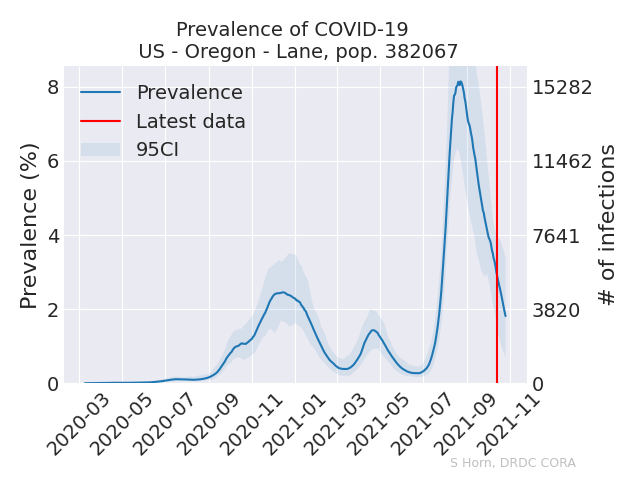 Prevalence of COVID-19
US - Oregon - Lane, pop. 382067
Prevalence
Latest data
95CI
Prevalence (%)
8
6
4
2
0
15282
11462
7641
3820
0
# of infections
2020-03
2020-05
2020-07
2020-09
2020-11
2021-01
2021-03
2021-05
2021-07
2021-09
2021-11
S Horn, DRDC CORA